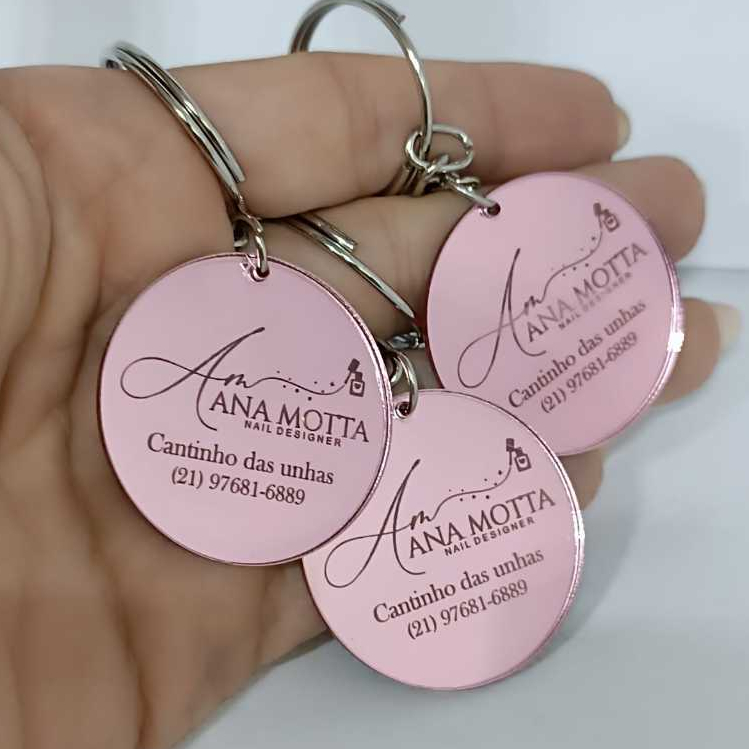 Am
ANA MOTTA
NAIL DESIGNER
Cantinho das unhas
(21) 97681-6889
Am
ANA MOTTA
NAIL DESIGNER
Cantinho das unhas
(21) 97681-6889
Am
ANA MOTTA
NAIL DESIGNER
Cantinho das unhas
(21) 97681-6889